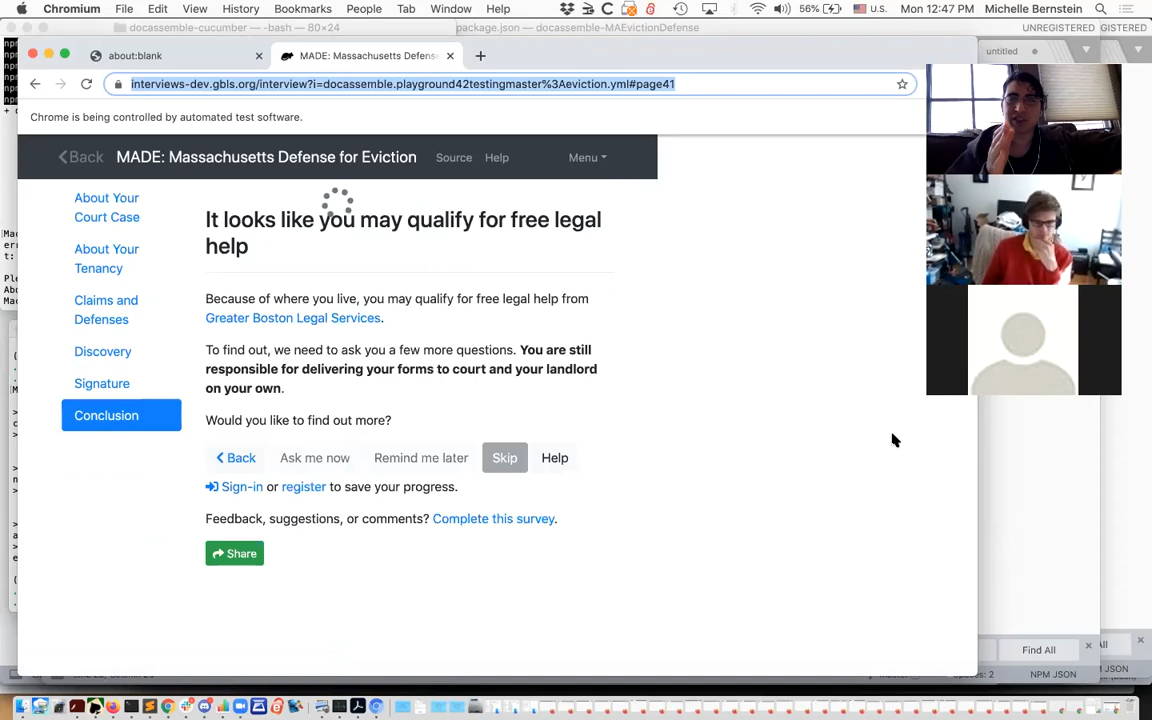 Chromium File Edit View History Bookmarks People Tab Window Help 56% U.S. Mon 12:47 PM Michelle Bernstein
docassemble-cucumber — -bash — 80×24
package.json — docassemble-MAEvictionDefense
UNREGISTERED
about:blank
MADE: Massachusetts Defens
untitled
interviews-dev.gbls.org/interview?i=docassemble.playground42testingmaster%3Aeviction.yml#page41
Chrome is being controlled by automated test software.
Back MADE: Massachusetts Defense for Eviction Source Help Menu
About Your
Court Case
About Your
Tenancy
Claims and
Defenses
Discovery
Signature
Conclusion
It looks like you may qualify for free legal
help
Because of where you live, you may qualify for free legal help from
Greater Boston Legal Services.
To find out, we need to ask you a few more questions. You are still
responsible for delivering your forms to court and your landlord
on your own.
Would you like to find out more?
Back Ask me now Remind me later Skip Help
Sign-in or register to save your progress.
Feedback, suggestions, or comments? Complete this survey.
Share
Find All
NPM JSON